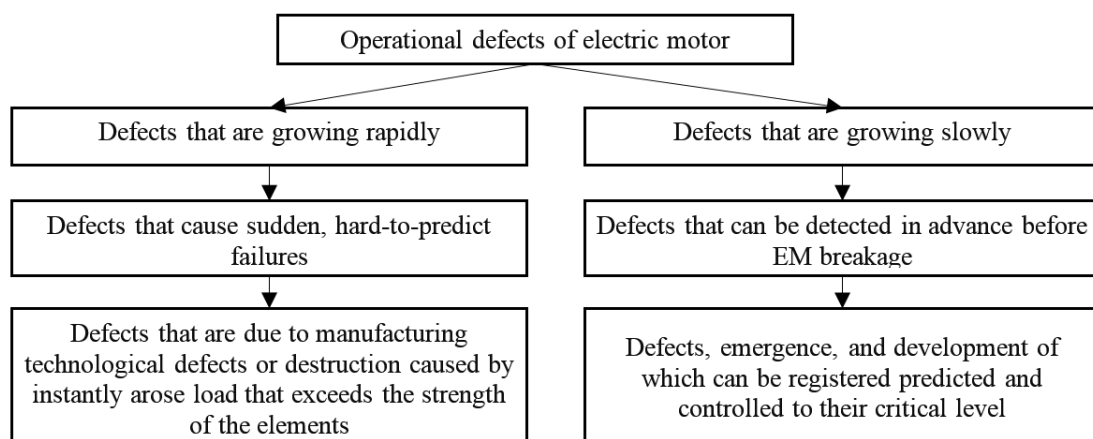 Operational defects of electric motor
Defects that are growing rapidly
Defects that are growing slowly
Defects that cause sudden, hard-to-predict
failures
Defects that can be detected in advance before
EM breakage
Defects that are due to manufacturing
technological defects or destruction caused by
instantly arose load that exceeds the strength
of the elements
Defects, emergence, and development of
which can be registered predicted and
controlled to their critical level